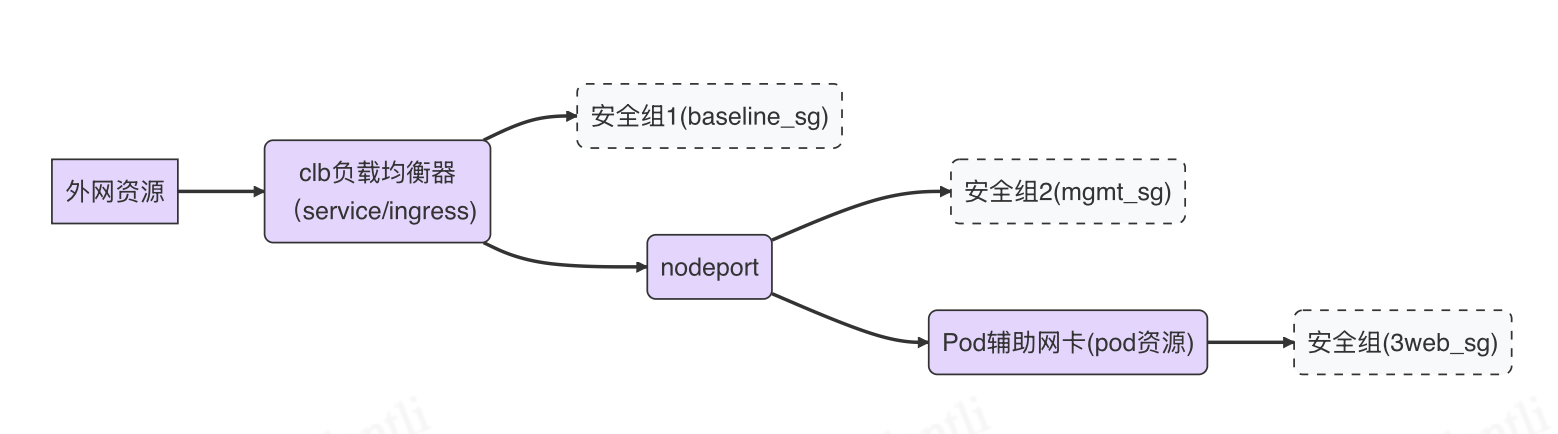 外网资源
clb负载均衡器
（service/ingress)
安全组1(baseline_sg)
nodeport
安全组2(mgmt_sg)
Pod辅助网卡(pod资源)
安全组(3web_sg)